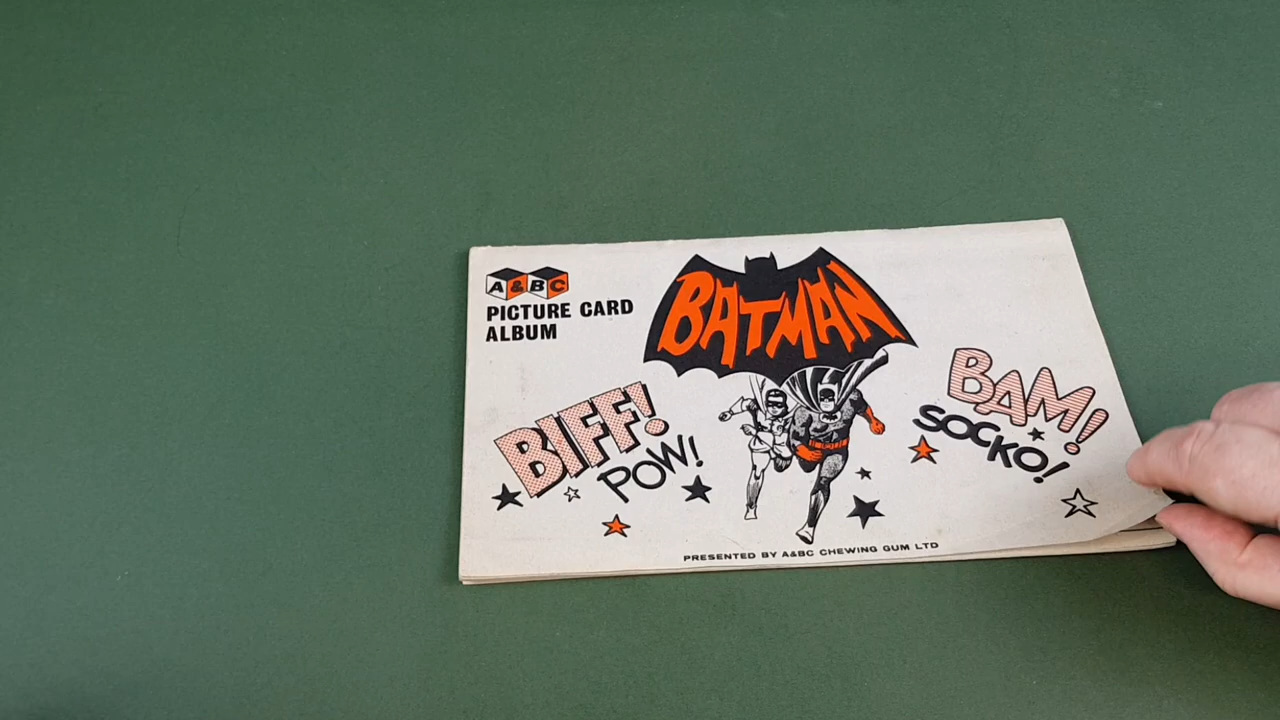 A&BC
PICTURE CARD
ALBUM
BATMAN
BIFF!
POW!
BAM!
SOCKO!
PRESENTED BY A&BC CHEWING GUM LTD